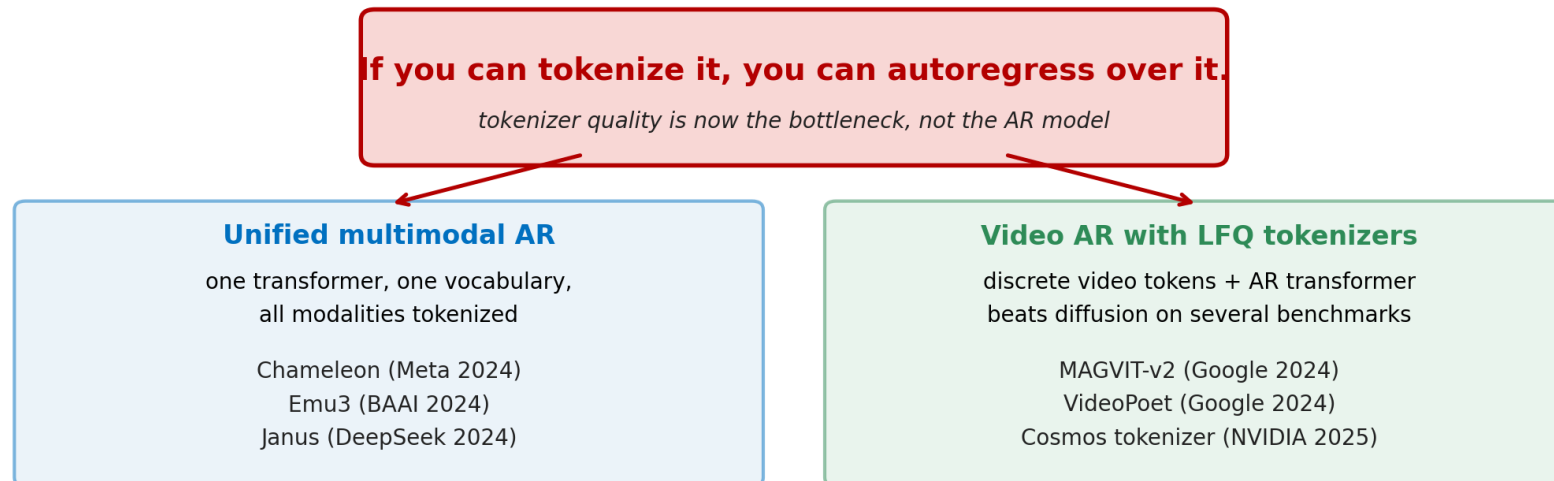 If you can tokenize it, you can autoregress over it.
tokenizer quality is now the bottleneck, not the AR model
Unified multimodal AR
one transformer, one vocabulary,
all modalities tokenized
Chameleon (Meta 2024)
Emu3 (BAAI 2024)
Janus (DeepSeek 2024)
Video AR with LFQ tokenizers
discrete video tokens + AR transformer
beats diffusion on several benchmarks
MAGVIT-v2 (Google 2024)
VideoPoet (Google 2024)
Cosmos tokenizer (NVIDIA 2025)